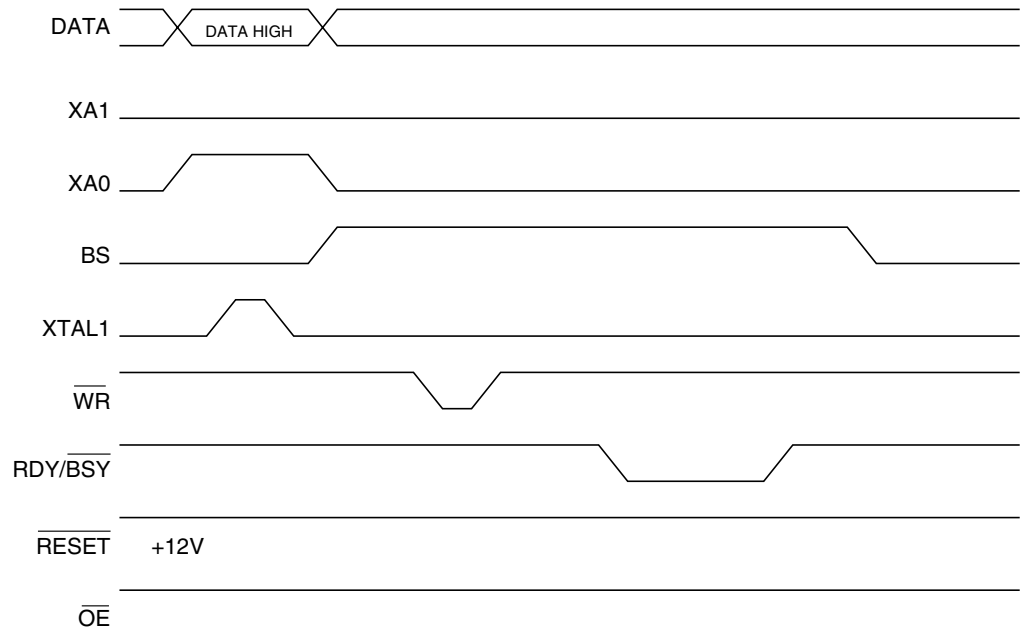 DATA
DATA HIGH
XA1
XA0
BS
XTAL1
WR
RDY/BSY
RESET +12V
OE